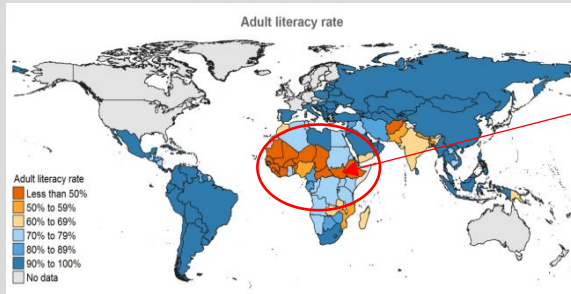 Adult literacy rate
Adult literacy rate
Less than 50%
50% to 59%
60% to 69%
70% to 79%
80% to 89%
90% to 100%
No data